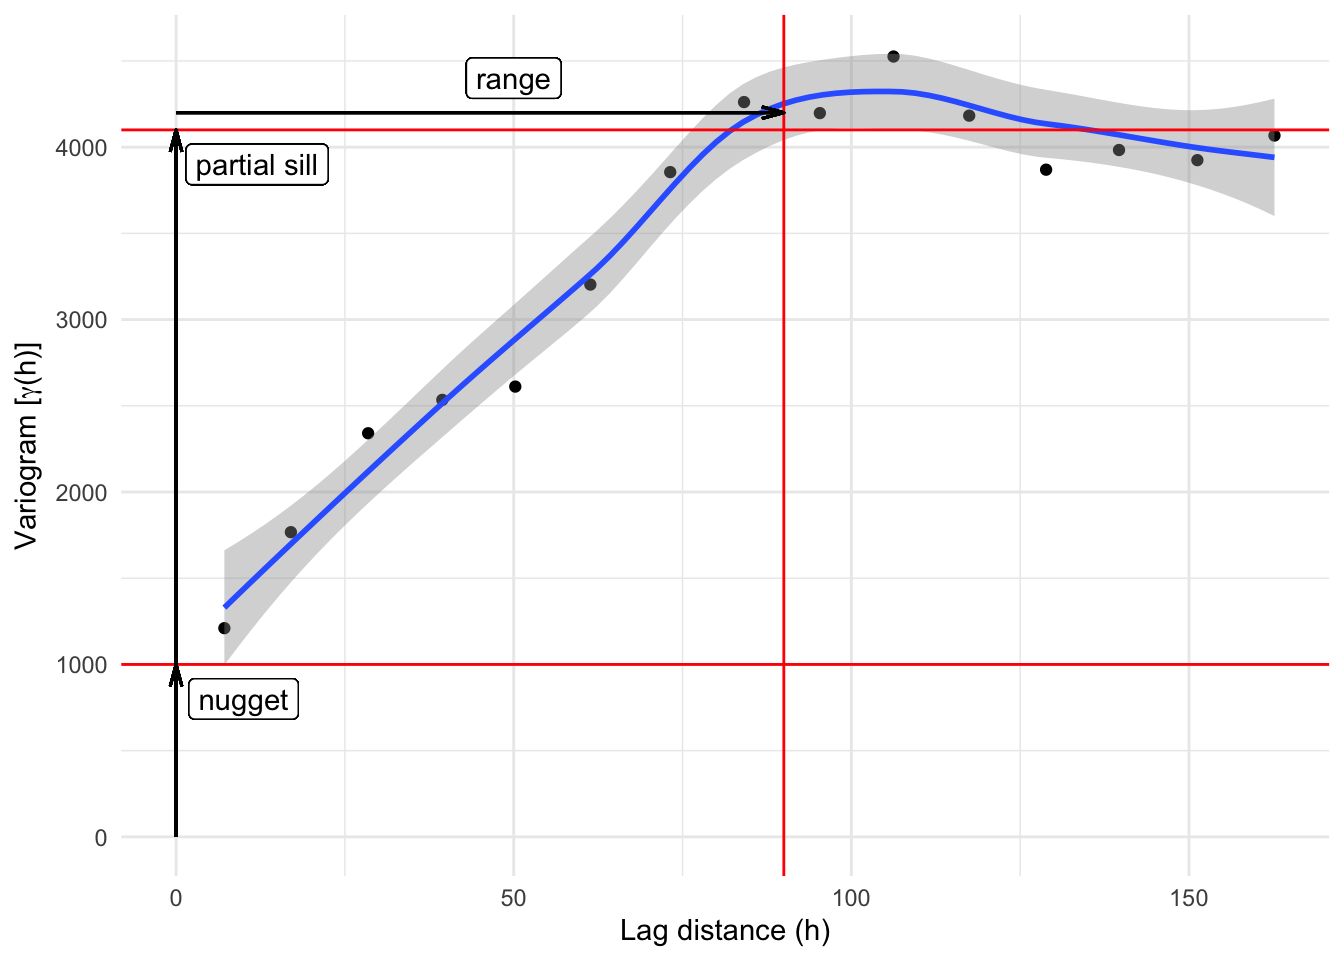 range
partial sill
nugget
Variogram [γ(h)]
4000
3000
2000
1000
0
0 50 100 150
Lag distance (h)